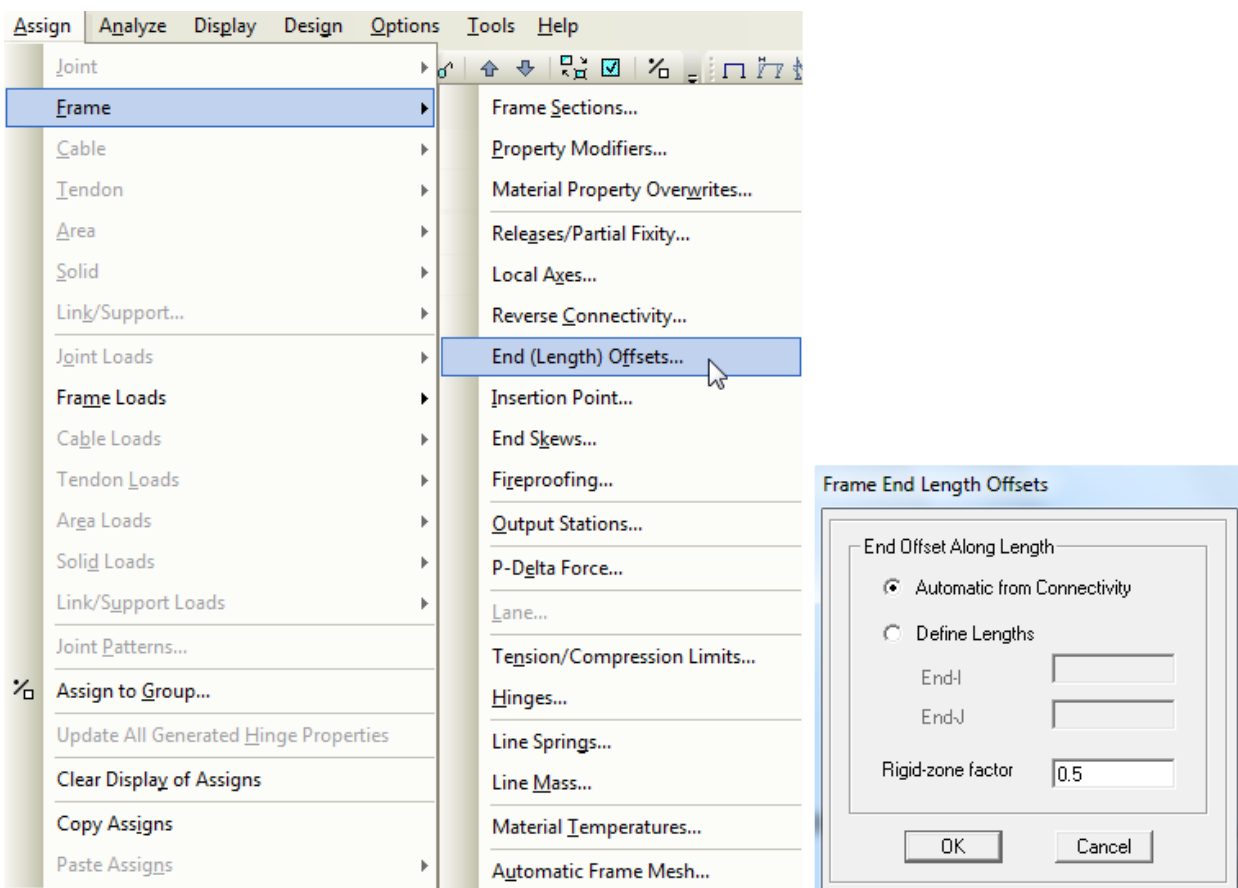 Assign Analyze Display Design Options Tools Help
Joint
Frame
Cable
Tendon
Area
Solid
Link/Support...
Joint Loads
Frame Loads
Cable Loads
Tendon Loads
Area Loads
Solid Loads
Link/Support Loads
Joint Patterns...
Assign to Group...
Update All Generated Hinge Properties
Clear Display of Assigns
Copy Assigns
Paste Assigns
Frame Sections...
Property Modifiers...
Material Property Overwrites...
Releases/Partial Fixity...
Local Axes...
Reverse Connectivity...
End (Length) Offsets...
Insertion Point...
End Skews...
Fireproofing...
Output Stations...
P-Delta Force...
Lane...
Tension/Compression Limits...
Hinges...
Line Springs...
Line Mass...
Material Temperatures...
Automatic Frame Mesh...
Frame End Length Offsets
End Offset Along Length
Automatic from Connectivity
Define Lengths
End-I
End-J
Rigid-zone factor 0.5
OK Cancel